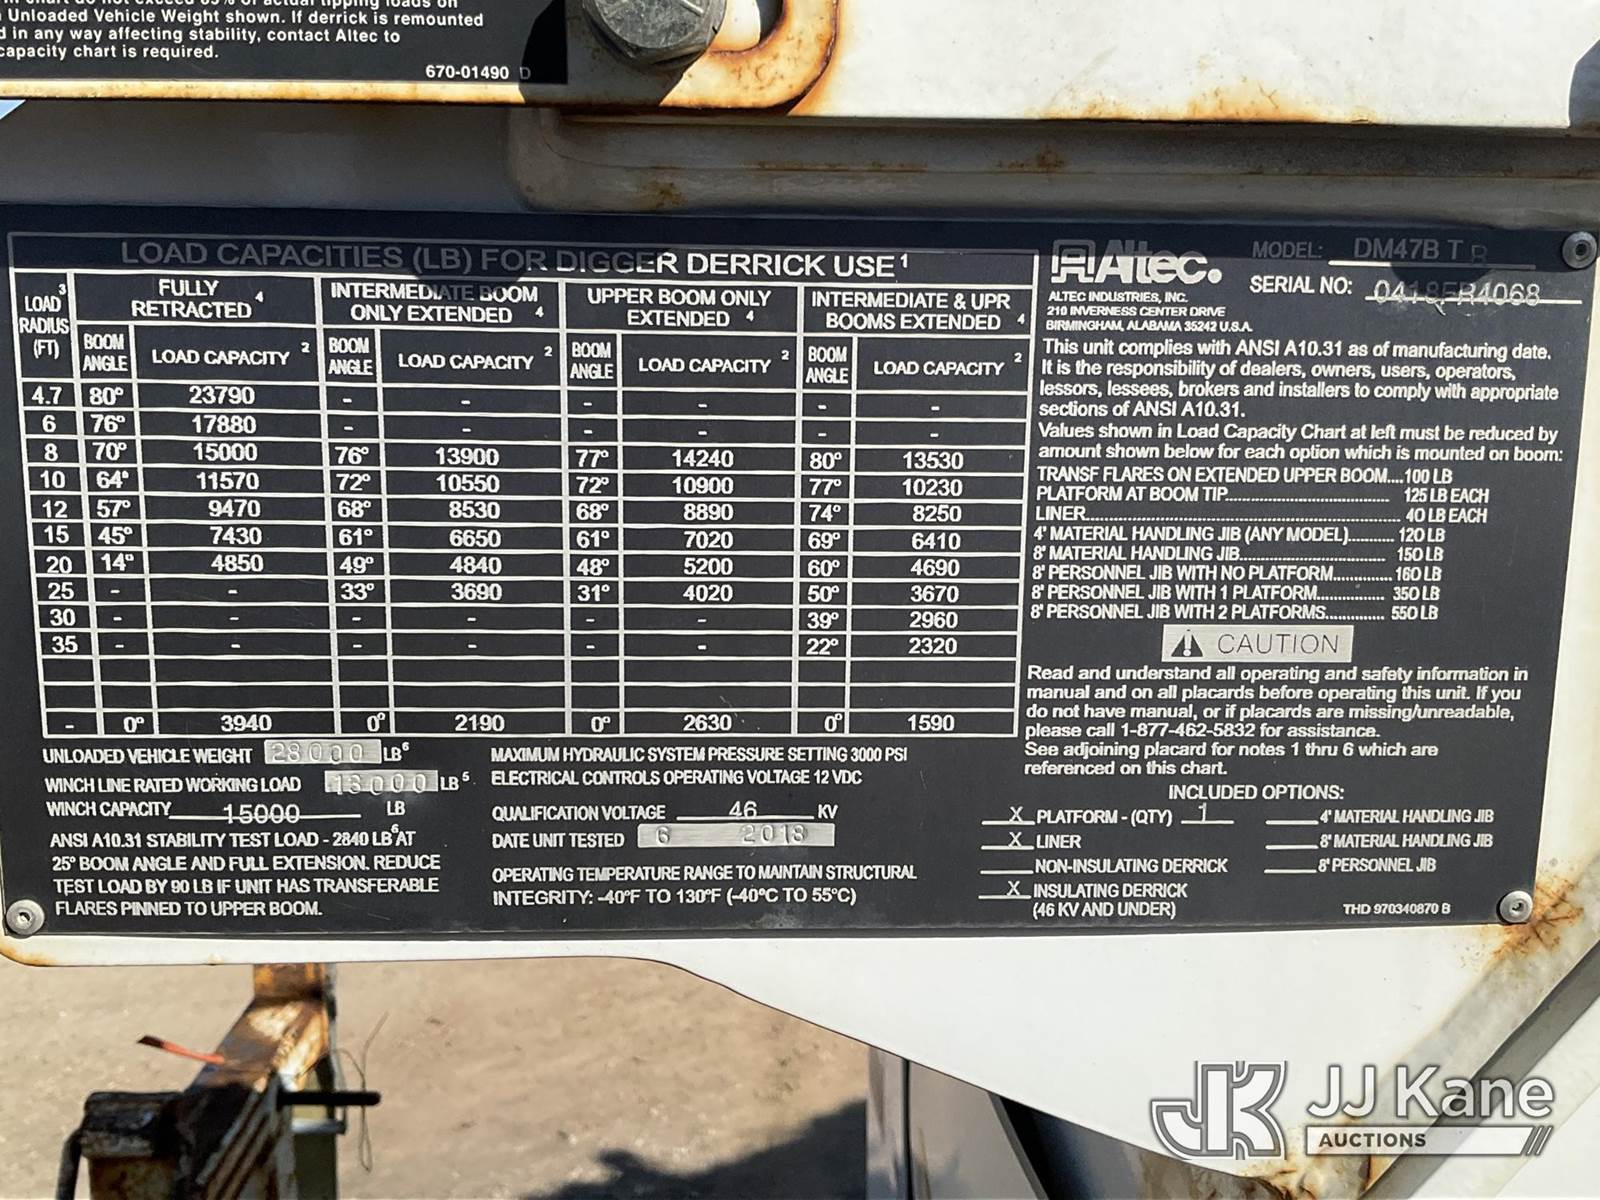 Unloaded Vehicle Weight shown. If derrick is remounted
in any way affecting stability, contact Altec to
capacity chart is required.
670-01490 D
LOAD CAPACITIES (LB) FOR DIGGER DERRICK USE 1
LOAD RADIUS (FT) 3
FULLY RETRACTED 4
INTERMEDIATE BOOM ONLY EXTENDED 4
UPPER BOOM ONLY EXTENDED 4
INTERMEDIATE & UPR BOOMS EXTENDED 4
BOOM ANGLE LOAD CAPACITY 2 BOOM ANGLE LOAD CAPACITY 2 BOOM ANGLE LOAD CAPACITY 2 BOOM ANGLE LOAD CAPACITY 2
4.7 80° 23790 - - - - - -
6 76° 17880 - - - - - -
8 70° 15000 76° 13900 77° 14240 80° 13530
10 64° 11570 72° 10550 72° 10900 77° 10230
12 57° 9470 68° 8530 68° 8890 74° 8250
15 45° 7430 61° 6650 61° 7020 69° 6410
20 14° 4850 49° 4840 48° 5200 60° 4690
25 - - 33° 3690 31° 4020 50° 3670
30 - - - - - - 39° 2960
35 - - - - - - 22° 2320
- 0° 3940 0° 2190 0° 2630 0° 1590
UNLOADED VEHICLE WEIGHT 28000 LB 6
WINCH LINE RATED WORKING LOAD LB 5
WINCH CAPACITY 15000 LB
ANSI A10.31 STABILITY TEST LOAD - 2840 LB 6 AT
25° BOOM ANGLE AND FULL EXTENSION. REDUCE
TEST LOAD BY 90 LB IF UNIT HAS TRANSFERABLE
FLARES PINNED TO UPPER BOOM.
MAXIMUM HYDRAULIC SYSTEM PRESSURE SETTING 3000 PSI
ELECTRICAL CONTROLS OPERATING VOLTAGE 12 VDC
QUALIFICATION VOLTAGE 46 KV
DATE UNIT TESTED 6 2018
OPERATING TEMPERATURE RANGE TO MAINTAIN STRUCTURAL
INTEGRITY: -40°F TO 130°F (-40°C TO 55°C)
Altec.
MODEL: DM47B T
SERIAL NO:
ALTEC INDUSTRIES, INC.
210 INVERNESS CENTER DRIVE
BIRMINGHAM, ALABAMA 35242 U.S.A.
This unit complies with ANSI A10.31 as of manufacturing date.
It is the responsibility of dealers, owners, users, operators,
lessors, lessees, brokers and installers to comply with appropriate
sections of ANSI A10.31.
Values shown in Load Capacity Chart at left must be reduced by
amount shown below for each option which is mounted on boom:
TRANSF FLARES ON EXTENDED UPPER BOOM....100 LB
PLATFORM AT BOOM TIP.......... 125 LB EACH
LINER.......... 40 LB EACH
4' MATERIAL HANDLING JIB (ANY MODEL).......... 120 LB
8' MATERIAL HANDLING JIB.......... 150 LB
8' PERSONNEL JIB WITH NO PLATFORM.......... 160 LB
8' PERSONNEL JIB WITH 1 PLATFORM.......... 350 LB
8' PERSONNEL JIB WITH 2 PLATFORMS.......... 550 LB
CAUTION
Read and understand all operating and safety information in
manual and on all placards before operating this unit. If you
do not have manual, or if placards are missing/unreadable,
please call 1-877-462-5832 for assistance.
See adjoining placard for notes 1 thru 6 which are
referenced on this chart.
INCLUDED OPTIONS:
X PLATFORM - (QTY) 1 4' MATERIAL HANDLING JIB
X LINER 8' MATERIAL HANDLING JIB
NON-INSULATING DERRICK 8' PERSONNEL JIB
X INSULATING DERRICK
(46 KV AND UNDER)
THD 970340870 B
JK JJ Kane
AUCTIONS